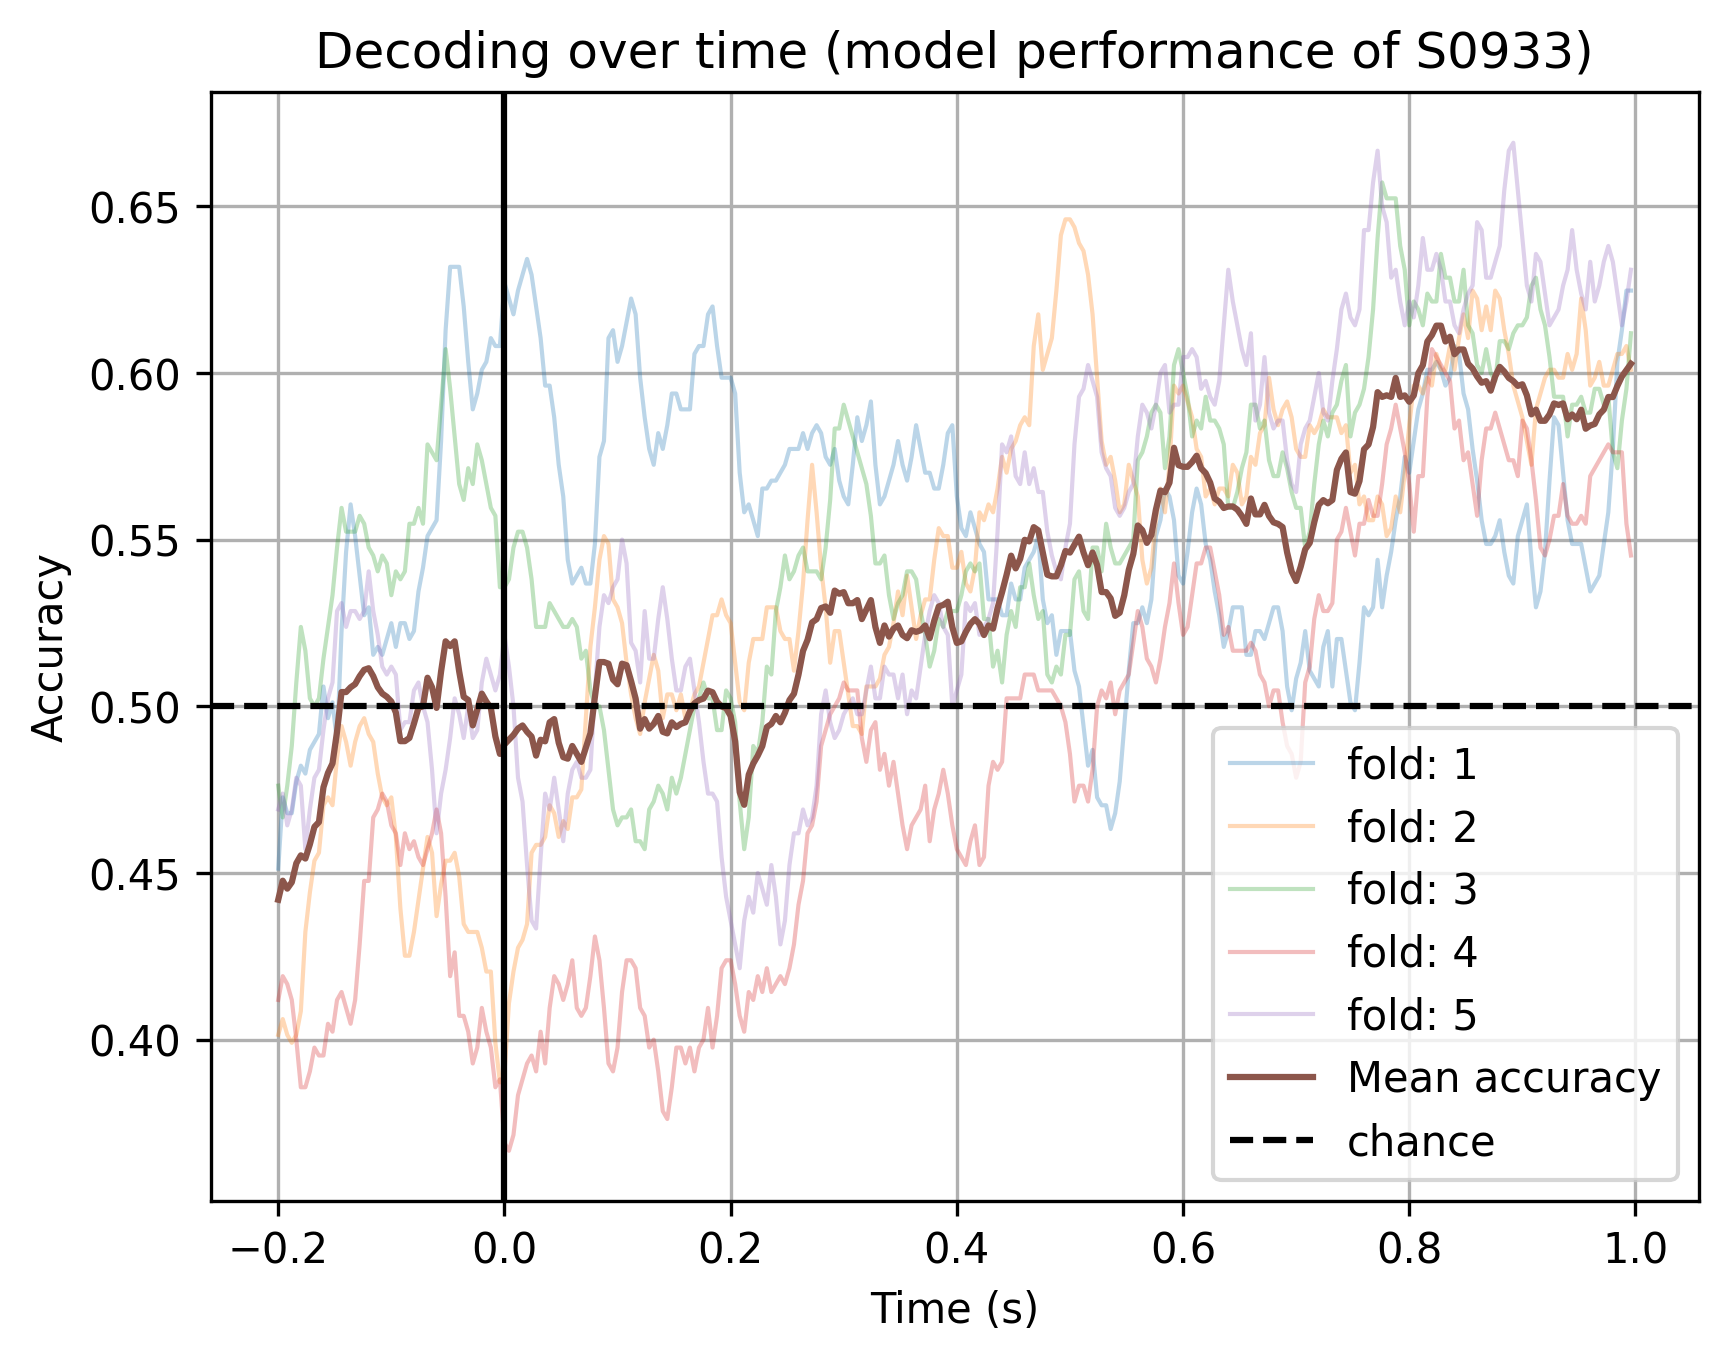 Decoding over time (model performance of S0933)
Accuracy
0.65
0.60
0.55
0.50
0.45
0.40
fold: 1
fold: 2
fold: 3
fold: 4
fold: 5
Mean accuracy
chance
−0.2 0.0 0.2 0.4 0.6 0.8 1.0
Time (s)